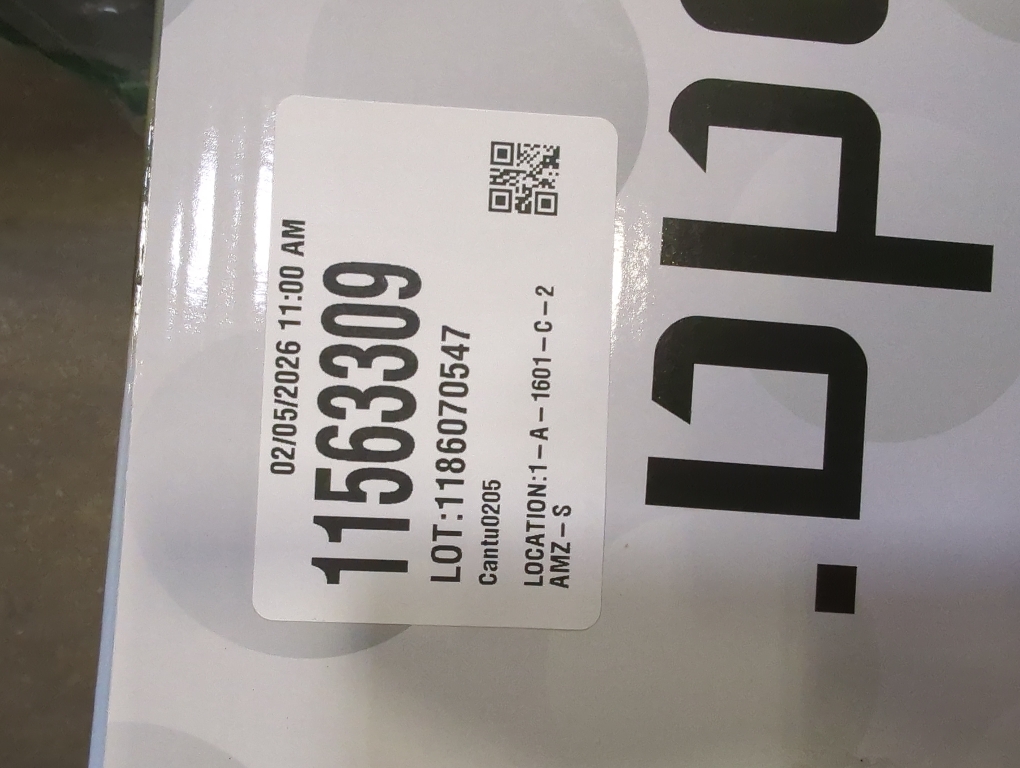 02/05/2026 11:00 AM
11563309
LOT:1186070547
Cantu0205
LOCATION:1-A-1601-C-2
AMZ-S